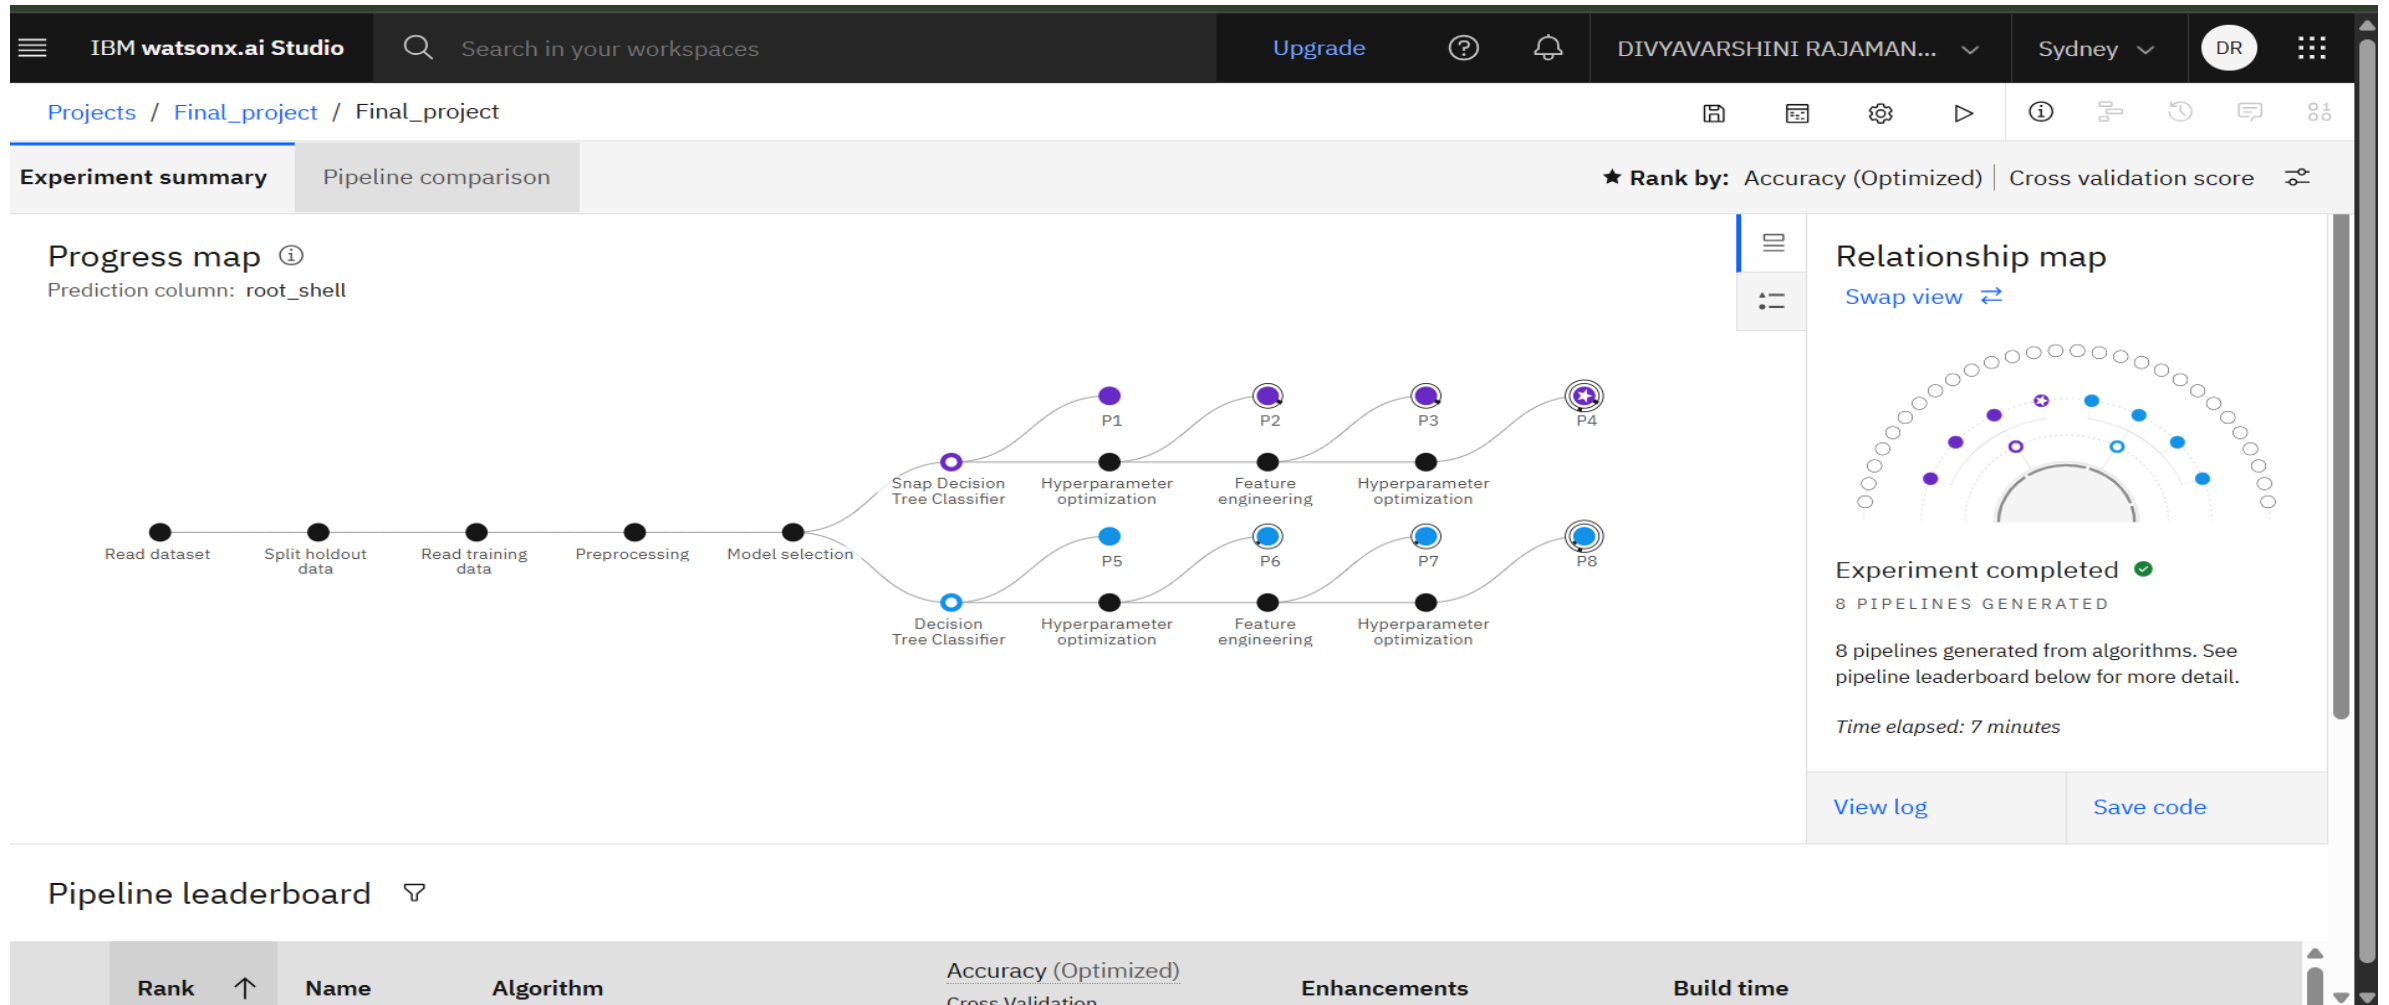 IBM watsonx.ai Studio
Search in your workspaces
Upgrade
DIVYAVARSHINI RAJAMAN...
Sydney
DR
Projects / Final_project / Final_project
Experiment summary
Pipeline comparison
Rank by: Accuracy (Optimized) | Cross validation score
Progress map
Prediction column: root_shell
P1
P2
P3
P4
Snap Decision
Tree Classifier
Hyperparameter
optimization
Feature
engineering
Hyperparameter
optimization
Read dataset
Split holdout
data
Read training
data
Preprocessing
Model selection
P5
P6
P7
P8
Decision
Tree Classifier
Hyperparameter
optimization
Feature
engineering
Hyperparameter
optimization
Relationship map
Swap view
Experiment completed
8 PIPELINES GENERATED
8 pipelines generated from algorithms. See
pipeline leaderboard below for more detail.
Time elapsed: 7 minutes
View log
Save code
Pipeline leaderboard
Rank
Name
Algorithm
Accuracy (Optimized)
Cross Validation
Enhancements
Build time